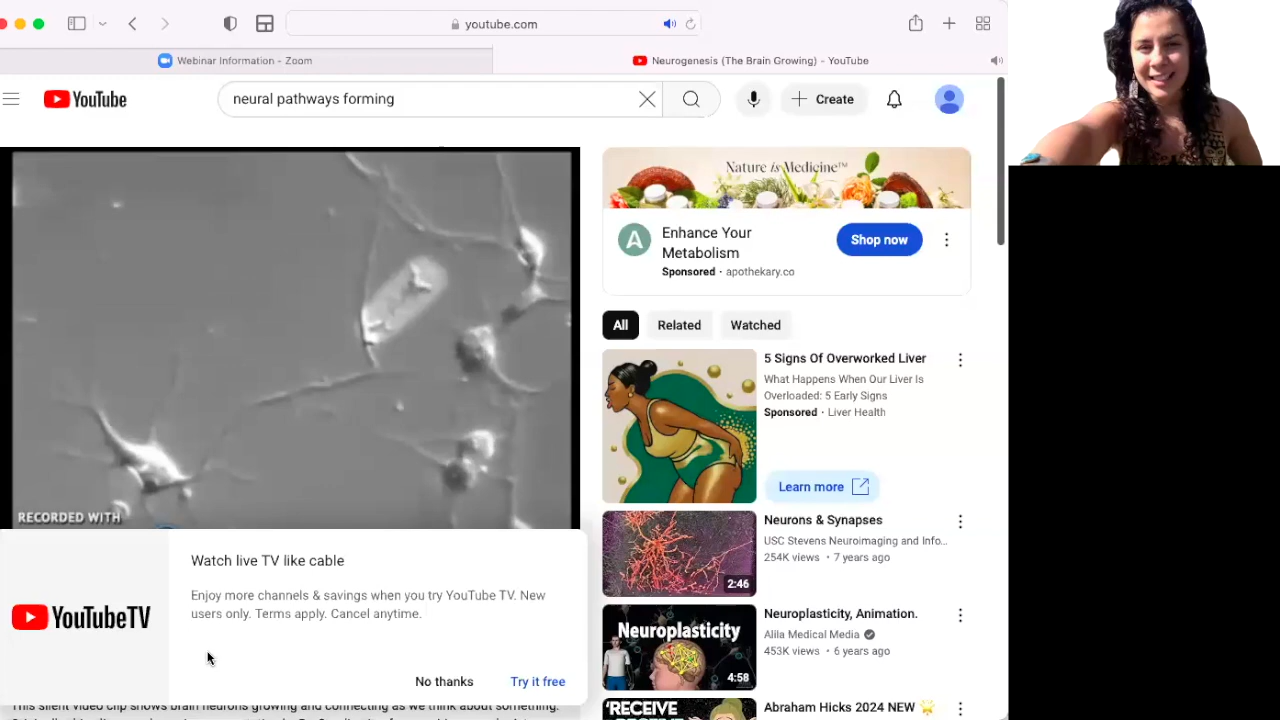 youtube.com
Webinar Information - Zoom
Neurogenesis (The Brain Growing) - YouTube
YouTube
neural pathways forming
Create
RECORDED WITH
Nature is Medicine™
A
Enhance Your
Metabolism
Sponsored · apothekary.co
Shop now
All
Related
Watched
5 Signs Of Overworked Liver
What Happens When Our Liver Is
Overloaded: 5 Early Signs
Sponsored · Liver Health
Learn more
Neurons & Synapses
USC Stevens Neuroimaging and Info...
254K views · 7 years ago
2:46
Neuroplasticity
4:58
Neuroplasticity, Animation.
Alila Medical Media
453K views · 6 years ago
'RECEIVE
Abraham Hicks 2024 NEW
YouTubeTV
Watch live TV like cable
Enjoy more channels & savings when you try YouTube TV. New
users only. Terms apply. Cancel anytime.
No thanks
Try it free
This silent video clip shows brain neurons growing and connecting as we think about something.